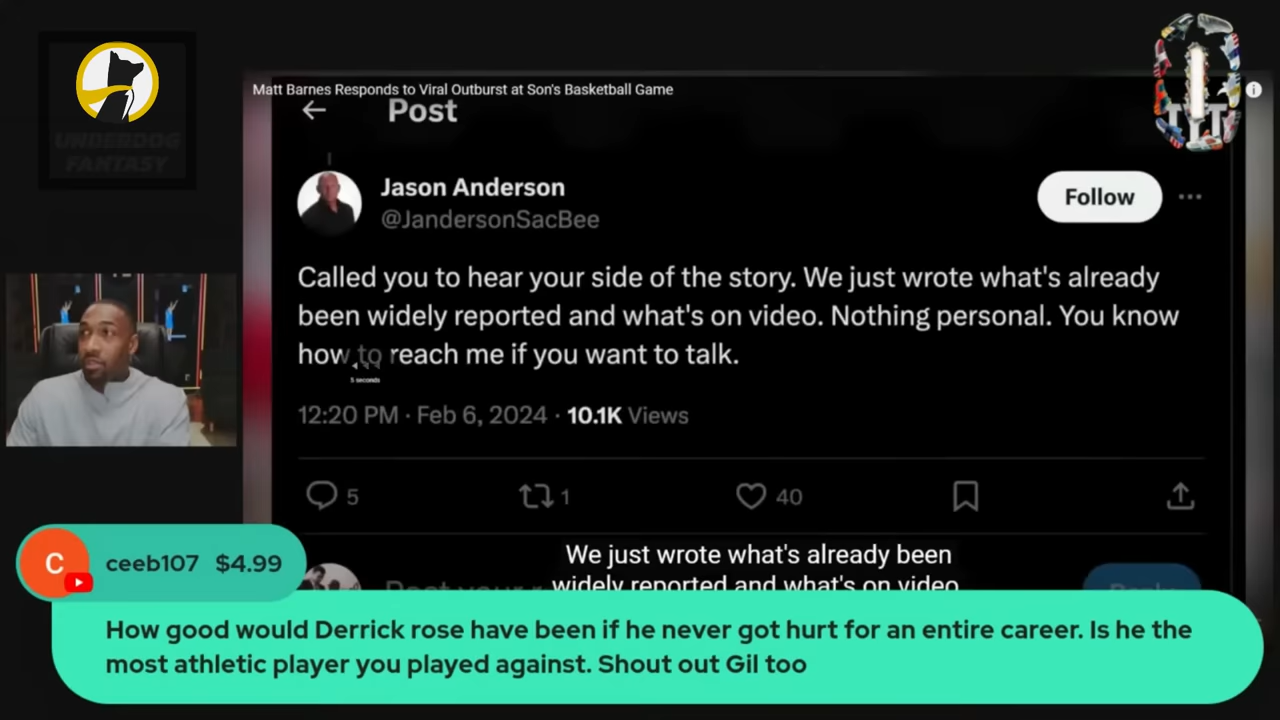 UNDERDOG
FANTASY
Matt Barnes Responds to Viral Outburst at Son's Basketball Game
Post
Jason Anderson
@JandersonSacBee
Follow
Called you to hear your side of the story. We just wrote what's already
been widely reported and what's on video. Nothing personal. You know
how to reach me if you want to talk.
5 seconds
12:20 PM · Feb 6, 2024 · 10.1K Views
5
1
40
We just wrote what's already been
widely reported and what's on video
Post your
Reply
C
ceeb107 $4.99
How good would Derrick rose have been if he never got hurt for an entire career. Is he the
most athletic player you played against. Shout out Gil too